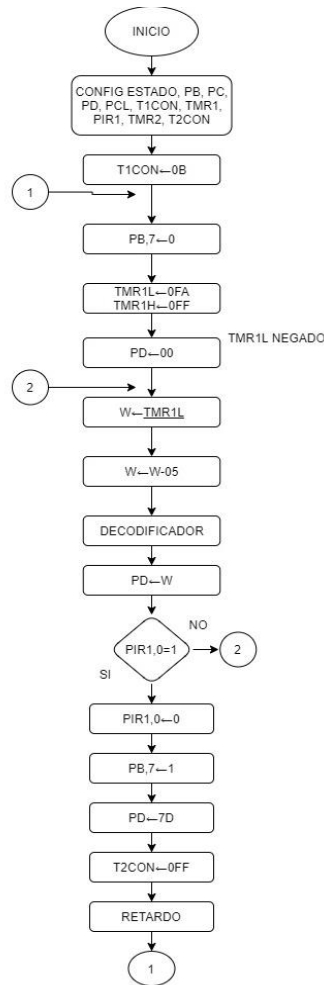 INICIO
CONFIG ESTADO, PB, PC,
PD, PCL, T1CON, TMR1,
PIR1, TMR2, T2CON
T1CON←0B
1
PB,7←0
TMR1L←0FA
TMR1H←0FF
TMR1L NEGADO
PD←00
2
W←TMR1L
W←W-05
DECODIFICADOR
PD←W
PIR1,0=1
NO
2
SI
PIR1,0←0
PB,7←1
PD←7D
T2CON←0FF
RETARDO
1